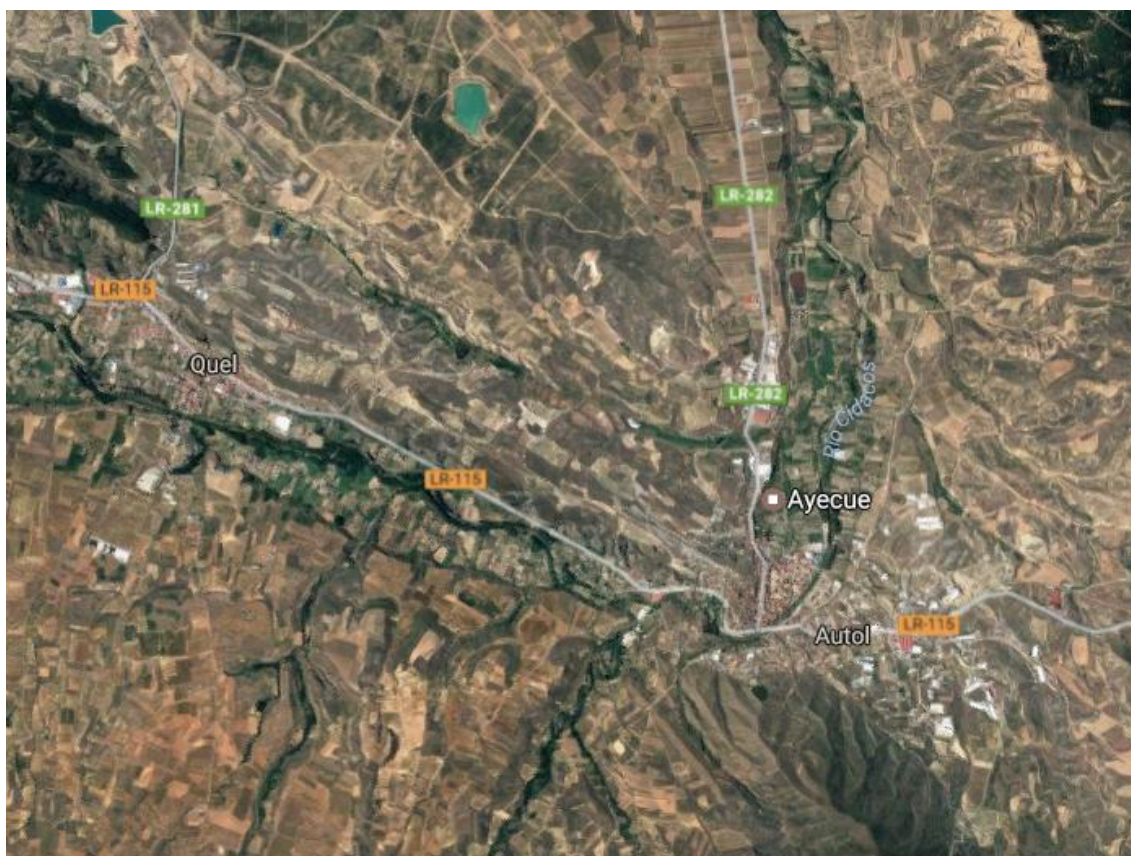 LR-282
LR-281
LR-115
Quel
LR-282
Río Cidacos
LR-115
Ayecue
LR-115
Autol